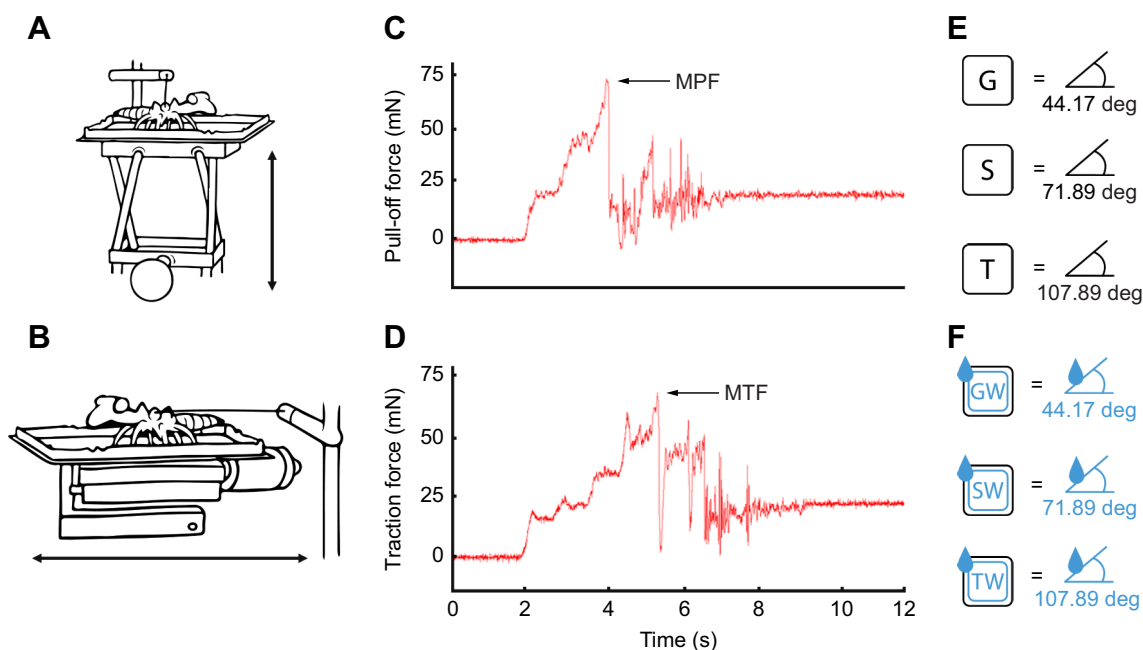 A
B
C
Pull-off force (mN)
75
50
25
0
MPF
D
Traction force (mN)
75
50
25
0
MTF
0 2 4 6 8 10 12
Time (s)
E
G = 44.17 deg
S = 71.89 deg
T = 107.89 deg
F
GW = 44.17 deg
SW = 71.89 deg
TW = 107.89 deg